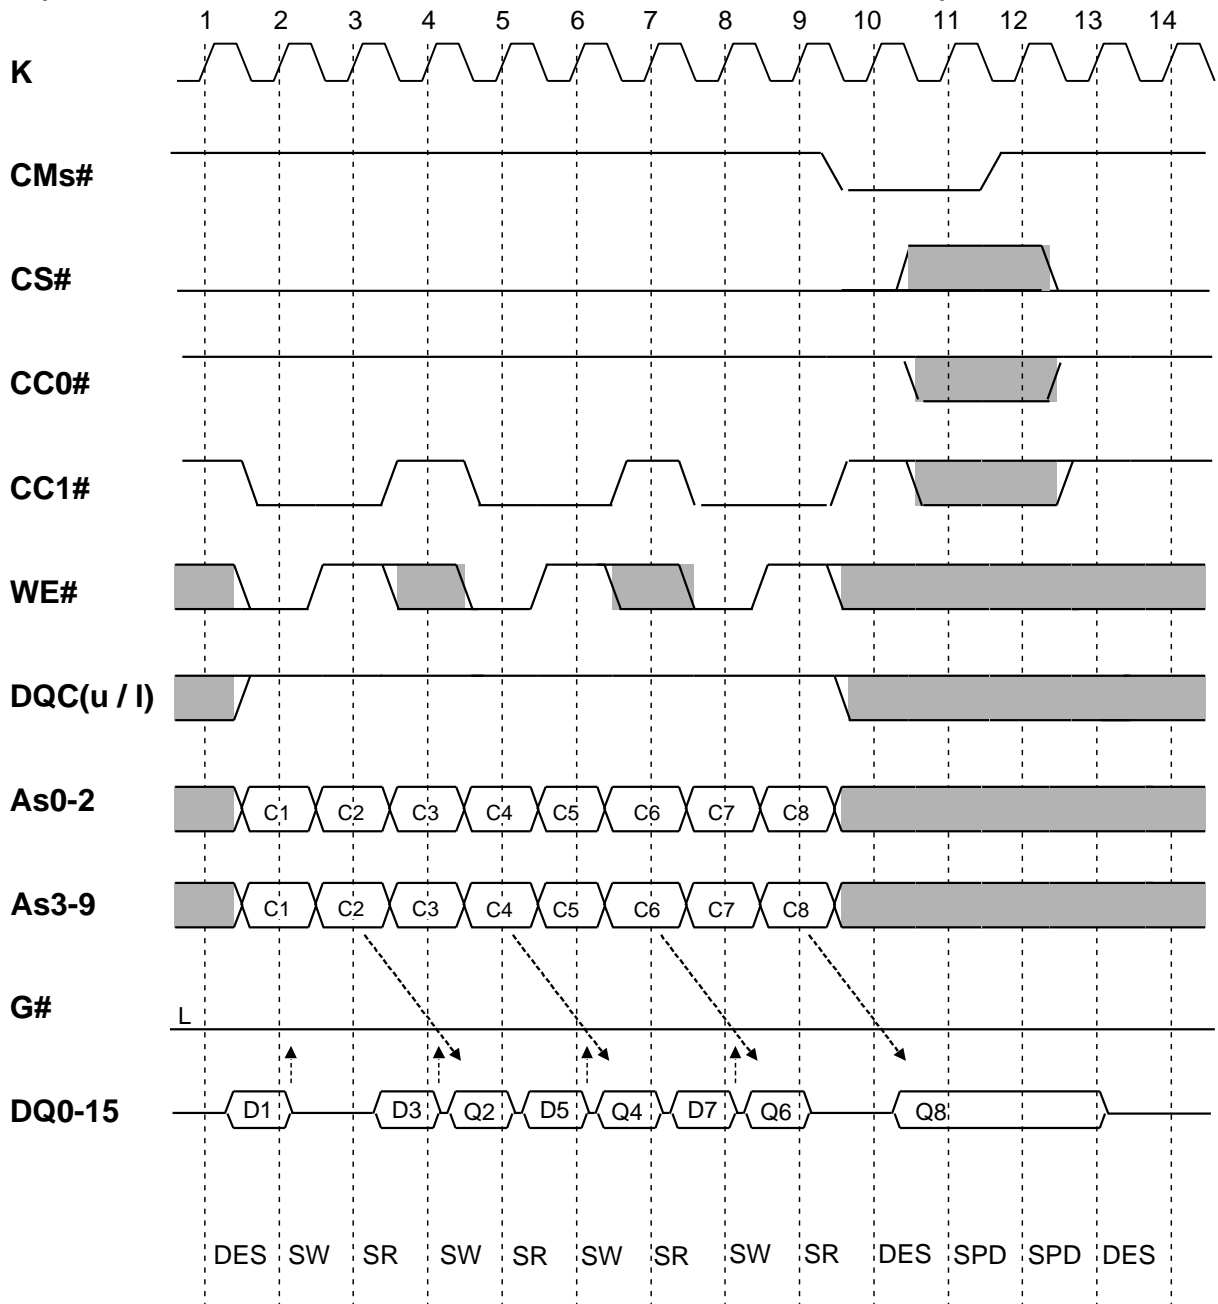 1 2 3 4 5 6 7 8 9 10 11 12 13 14
K
CMs#
CS#
CC0#
CC1#
WE#
DQC(u / l)
As0-2 C1 C2 C3 C4 C5 C6 C7 C8
As3-9 C1 C2 C3 C4 C5 C6 C7 C8
G# L
DQ0-15 D1 D3 Q2 D5 Q4 D7 Q6 Q8
DES SW SR SW SR SW SR SW SR DES SPD SPD DES